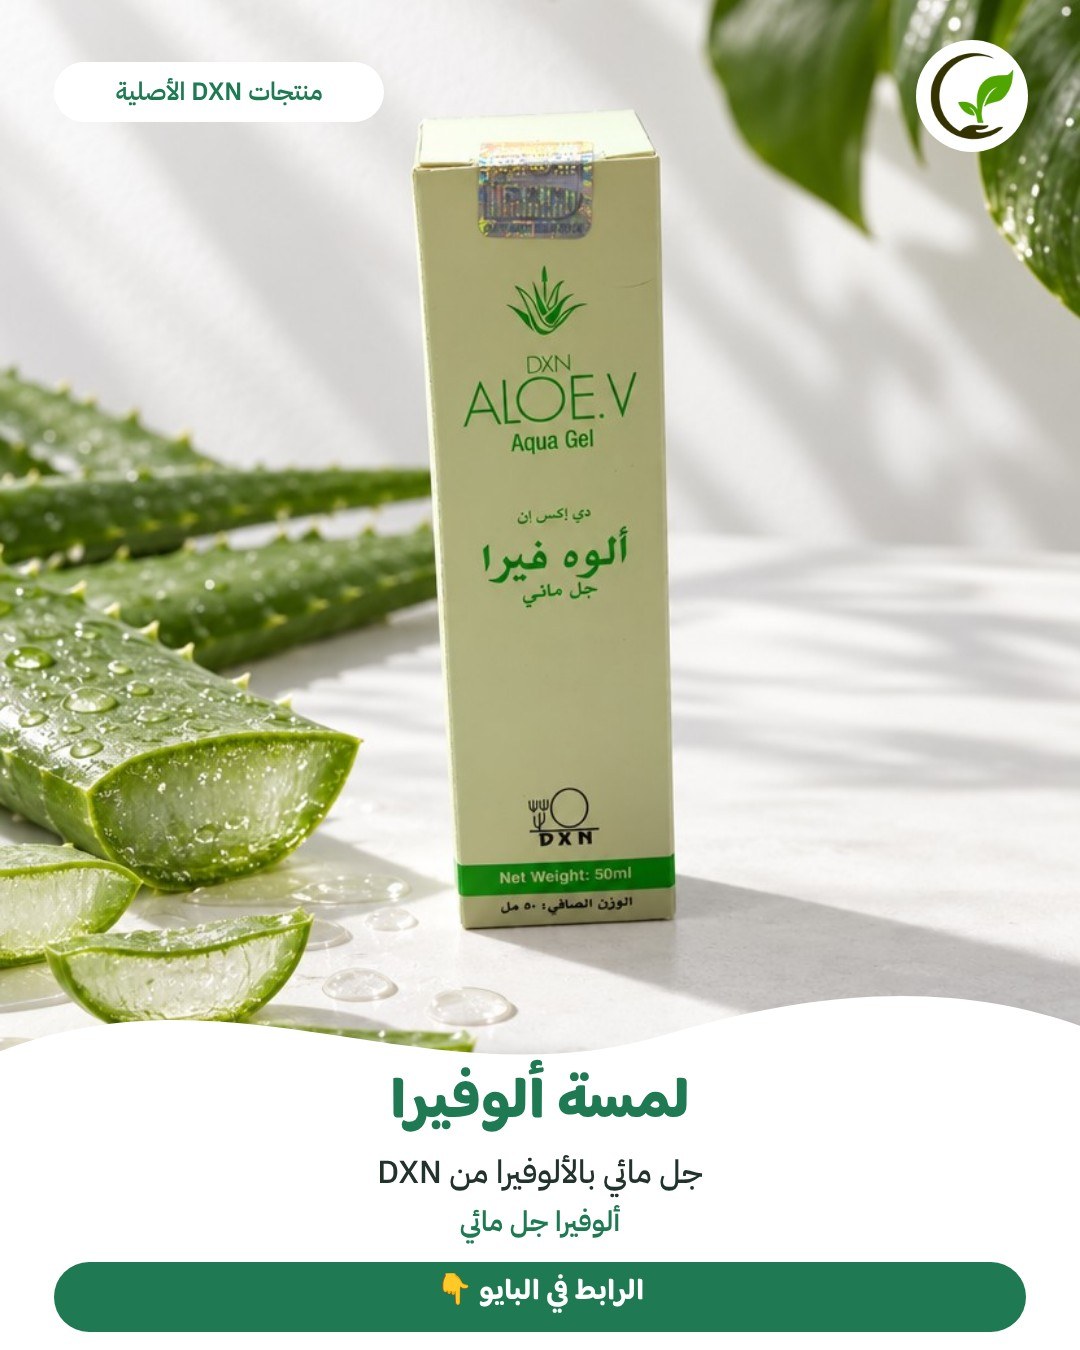 منتجات DXN الأصلية
DXN
ALOE.V
Aqua Gel
دي إكس إن
ألوه فيرا
جل مائي
DXN
Net Weight: 50ml
الوزن الصافي: ٥٠ مل
لمسة ألوفيرا
جل مائي بالألوفيرا من DXN
ألوفيرا جل مائي
الرابط في البايو 👇